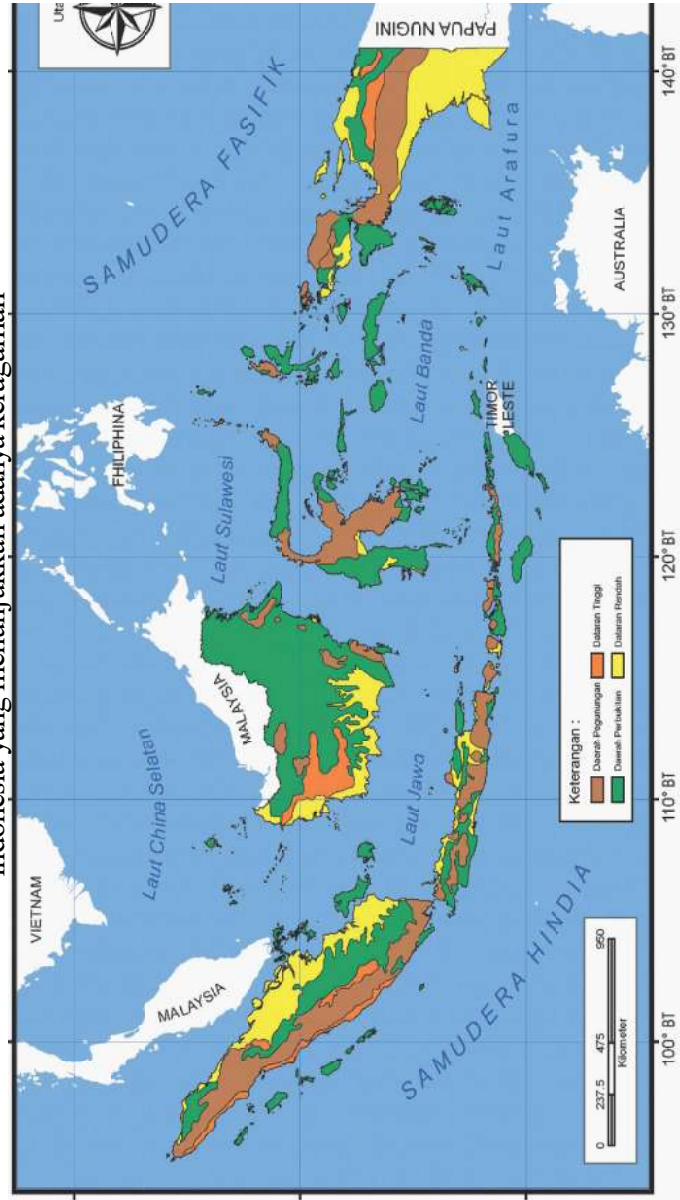 Indonesia yang menunjukkan adanya keragaman
Uta
SAMUDERA FASIFIK
PAPUA NUGINI
FHILIPHINA
VIETNAM
Laut China Selatan
Laut Sulawesi
MALAYSIA
MALAYSIA
Laut Banda
Laut Arafura
Laut Jawa
TIMOR
LESTE
AUSTRALIA
SAMUDERA HINDIA
Keterangan :
Daerah Pegunungan
Dataran Tinggi
Daerah Perbukitan
Dataran Rendah
0 237.5 475 950
Kilometer
100° BT
110° BT
120° BT
130° BT
140° BT